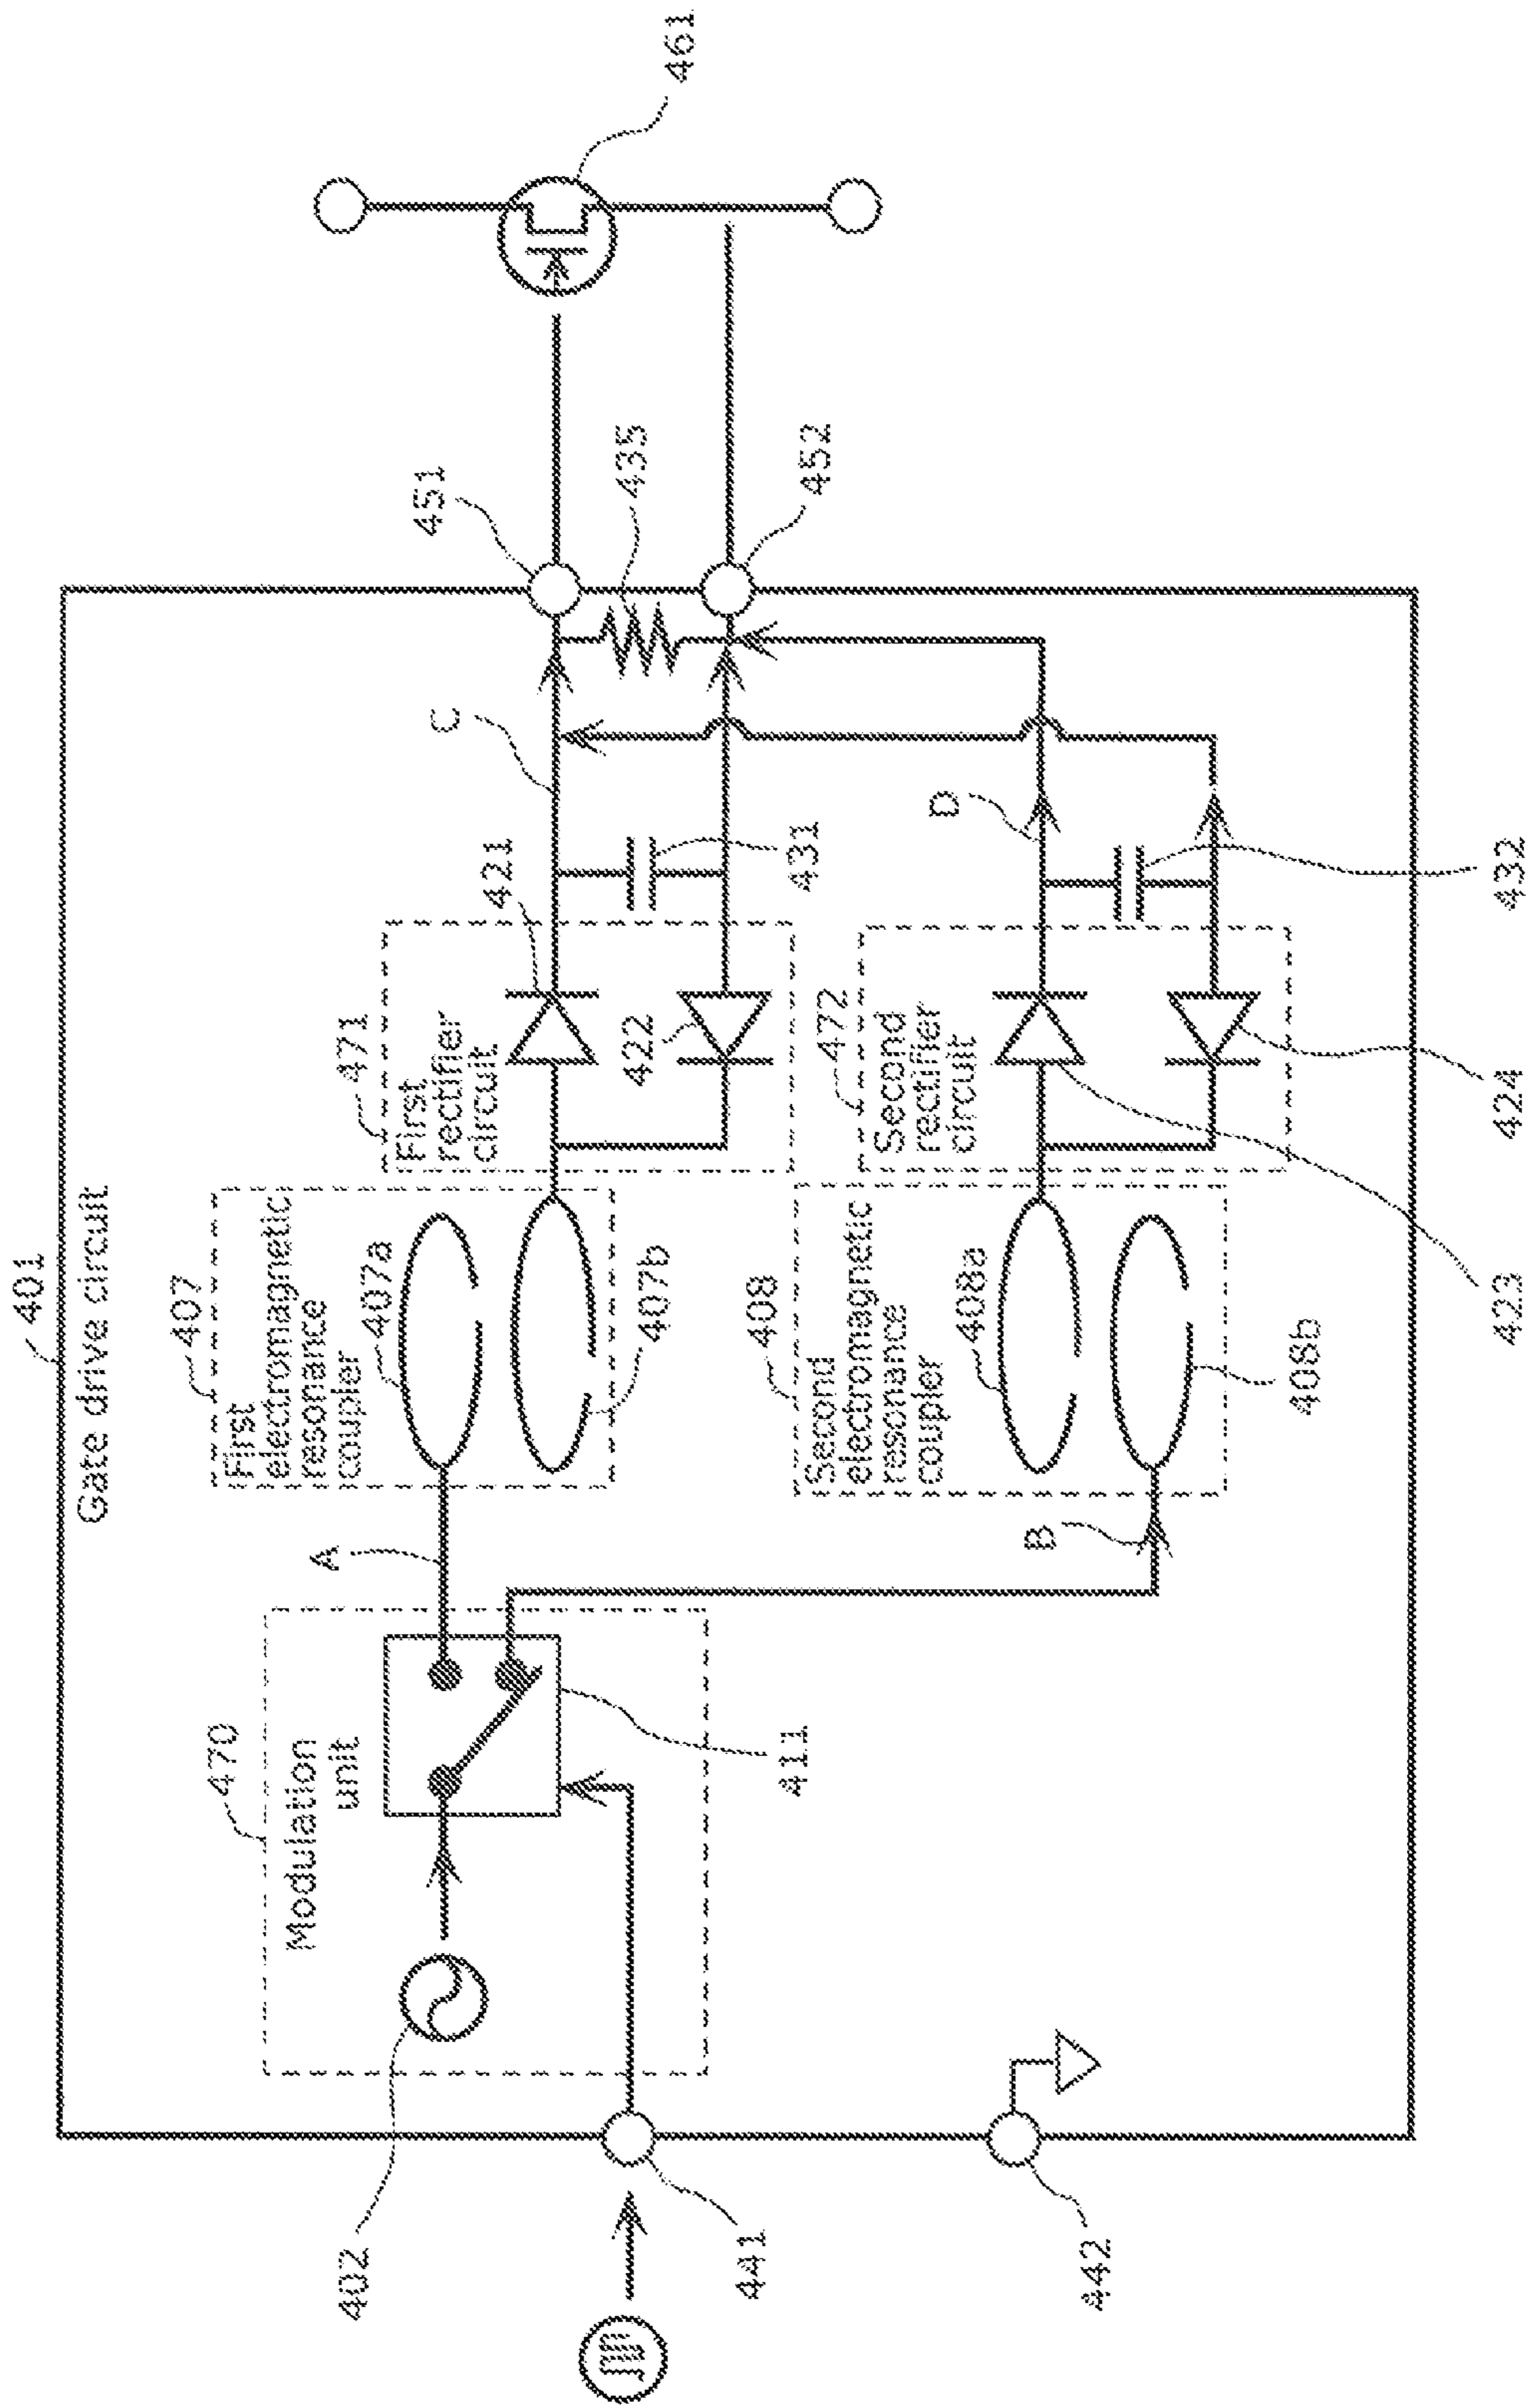 401
Gate drive circuit
470
Modulation
unit
402
411
A
B
407
First
electromagnetic
resonance
coupler
407a
407b
408
Second
electromagnetic
resonance
coupler
408a
408b
471
First
rectifier
circuit
421
422
472
Second
rectifier
circuit
423
424
431
432
C
D
451
435
452
461
441
442